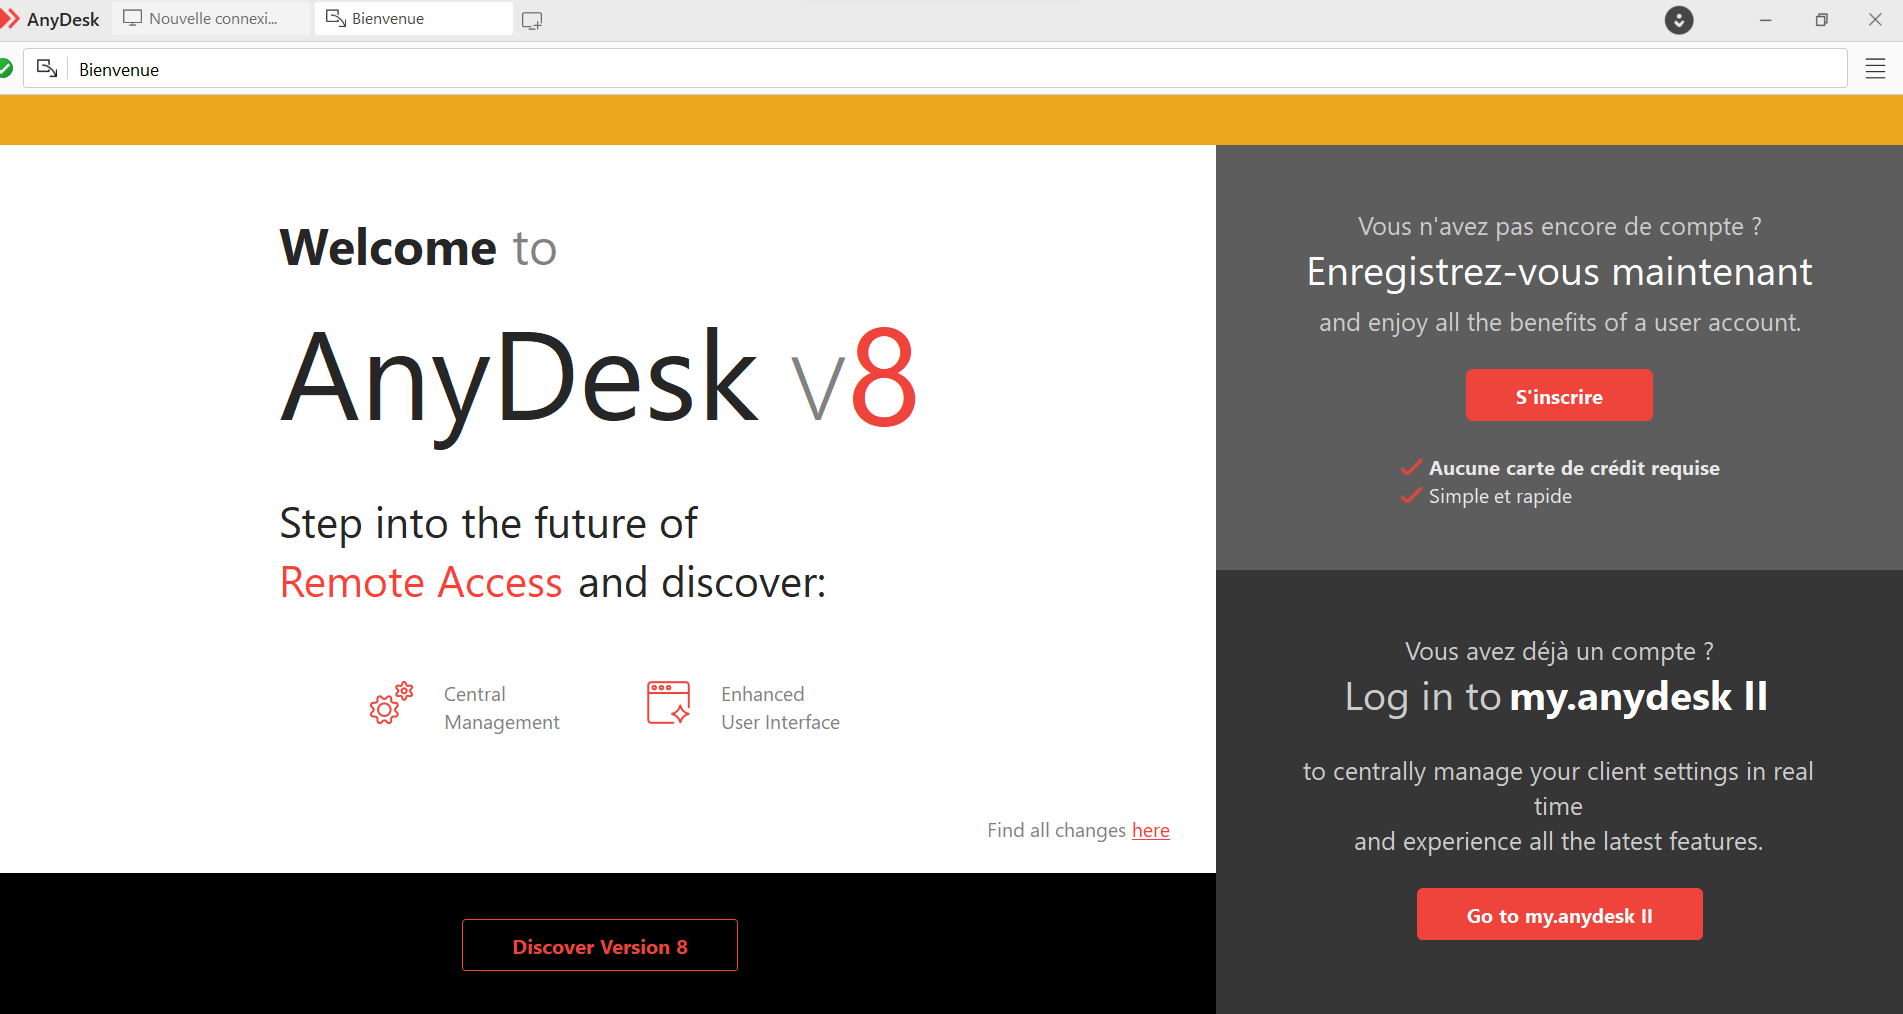 AnyDesk
Nouvelle connexi...
Bienvenue
Bienvenue
Welcome to
AnyDesk v8
Step into the future of
Remote Access and discover:
Central
Management
Enhanced
User Interface
Find all changes here
Discover Version 8
Vous n'avez pas encore de compte ?
Enregistrez-vous maintenant
and enjoy all the benefits of a user account.
S'inscrire
Aucune carte de crédit requise
Simple et rapide
Vous avez déjà un compte ?
Log in to my.anydesk II
to centrally manage your client settings in real
time
and experience all the latest features.
Go to my.anydesk II